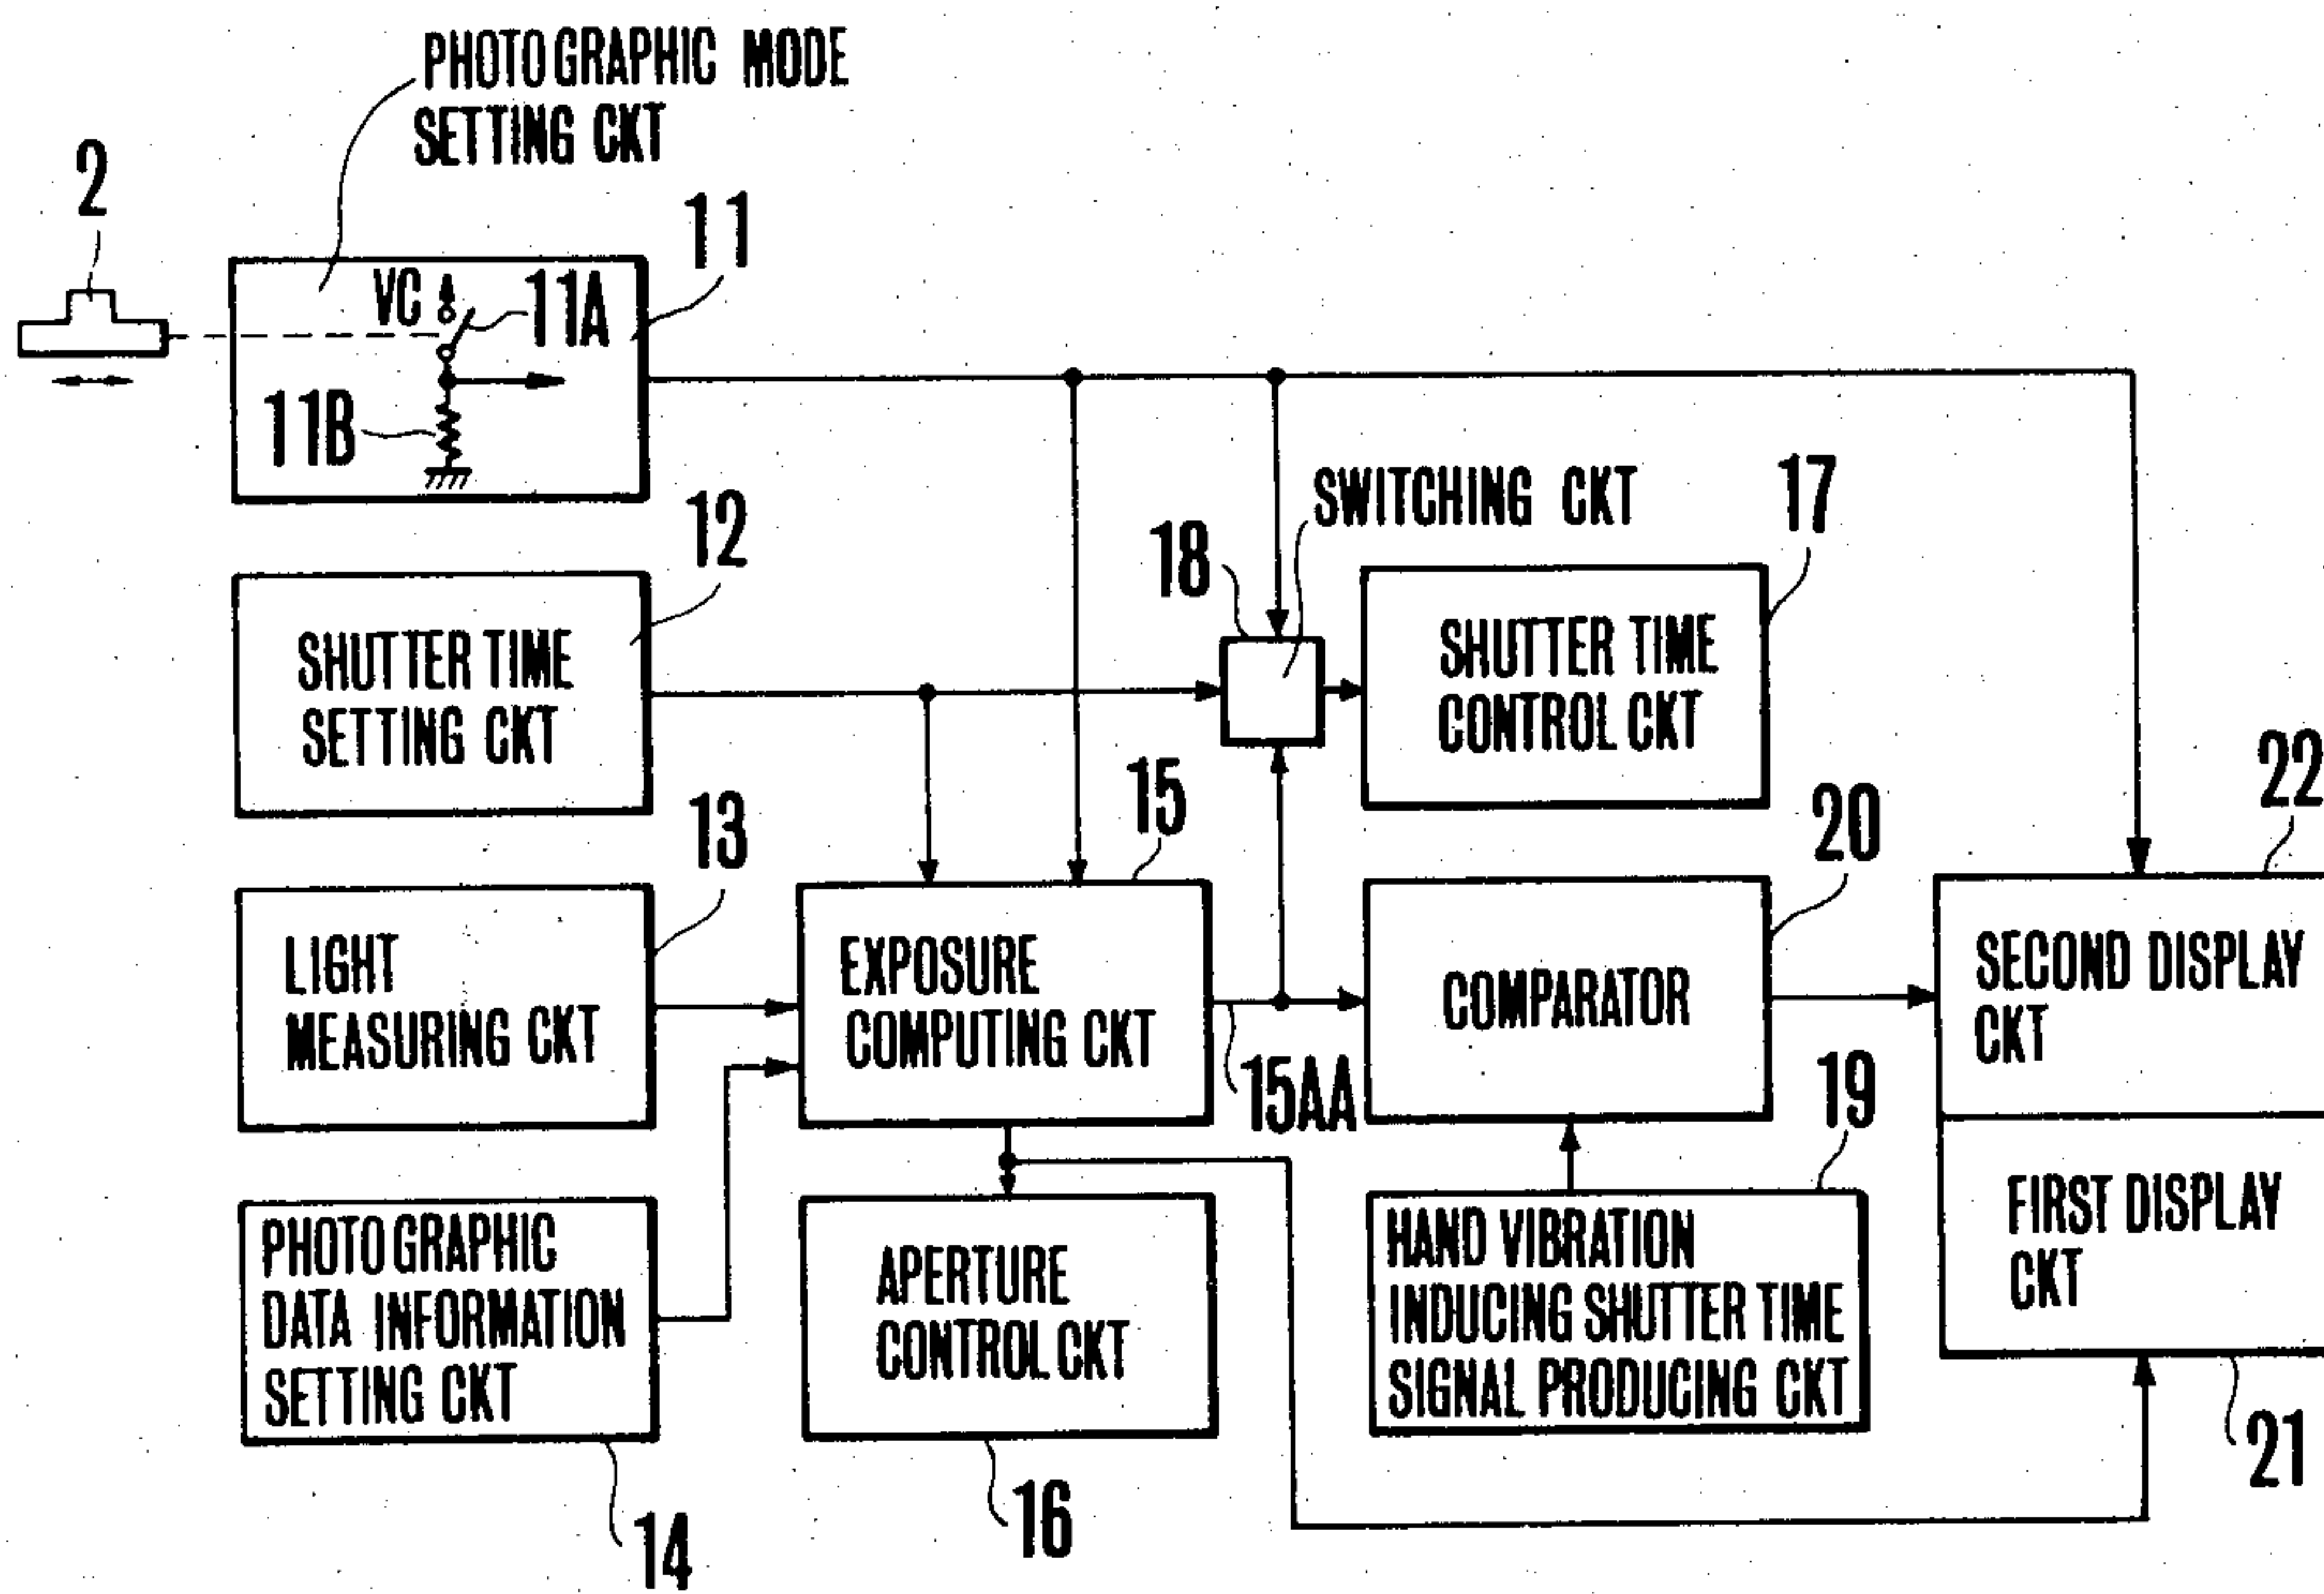 PHOTOGRAPHIC MODE
SETTING CKT
2
11
VC
11A
11B
12
SHUTTER TIME
SETTING CKT
SWITCHING CKT
17
18
SHUTTER TIME
CONTROL CKT
13
LIGHT
MEASURING CKT
15
EXPOSURE
COMPUTING CKT
15AA
20
COMPARATOR
22
SECOND DISPLAY
CKT
FIRST DISPLAY
CKT
21
PHOTOGRAPHIC
DATA INFORMATION
SETTING CKT
14
APERTURE
CONTROL CKT
16
19
HAND VIBRATION
INDUCING SHUTTER TIME
SIGNAL PRODUCING CKT